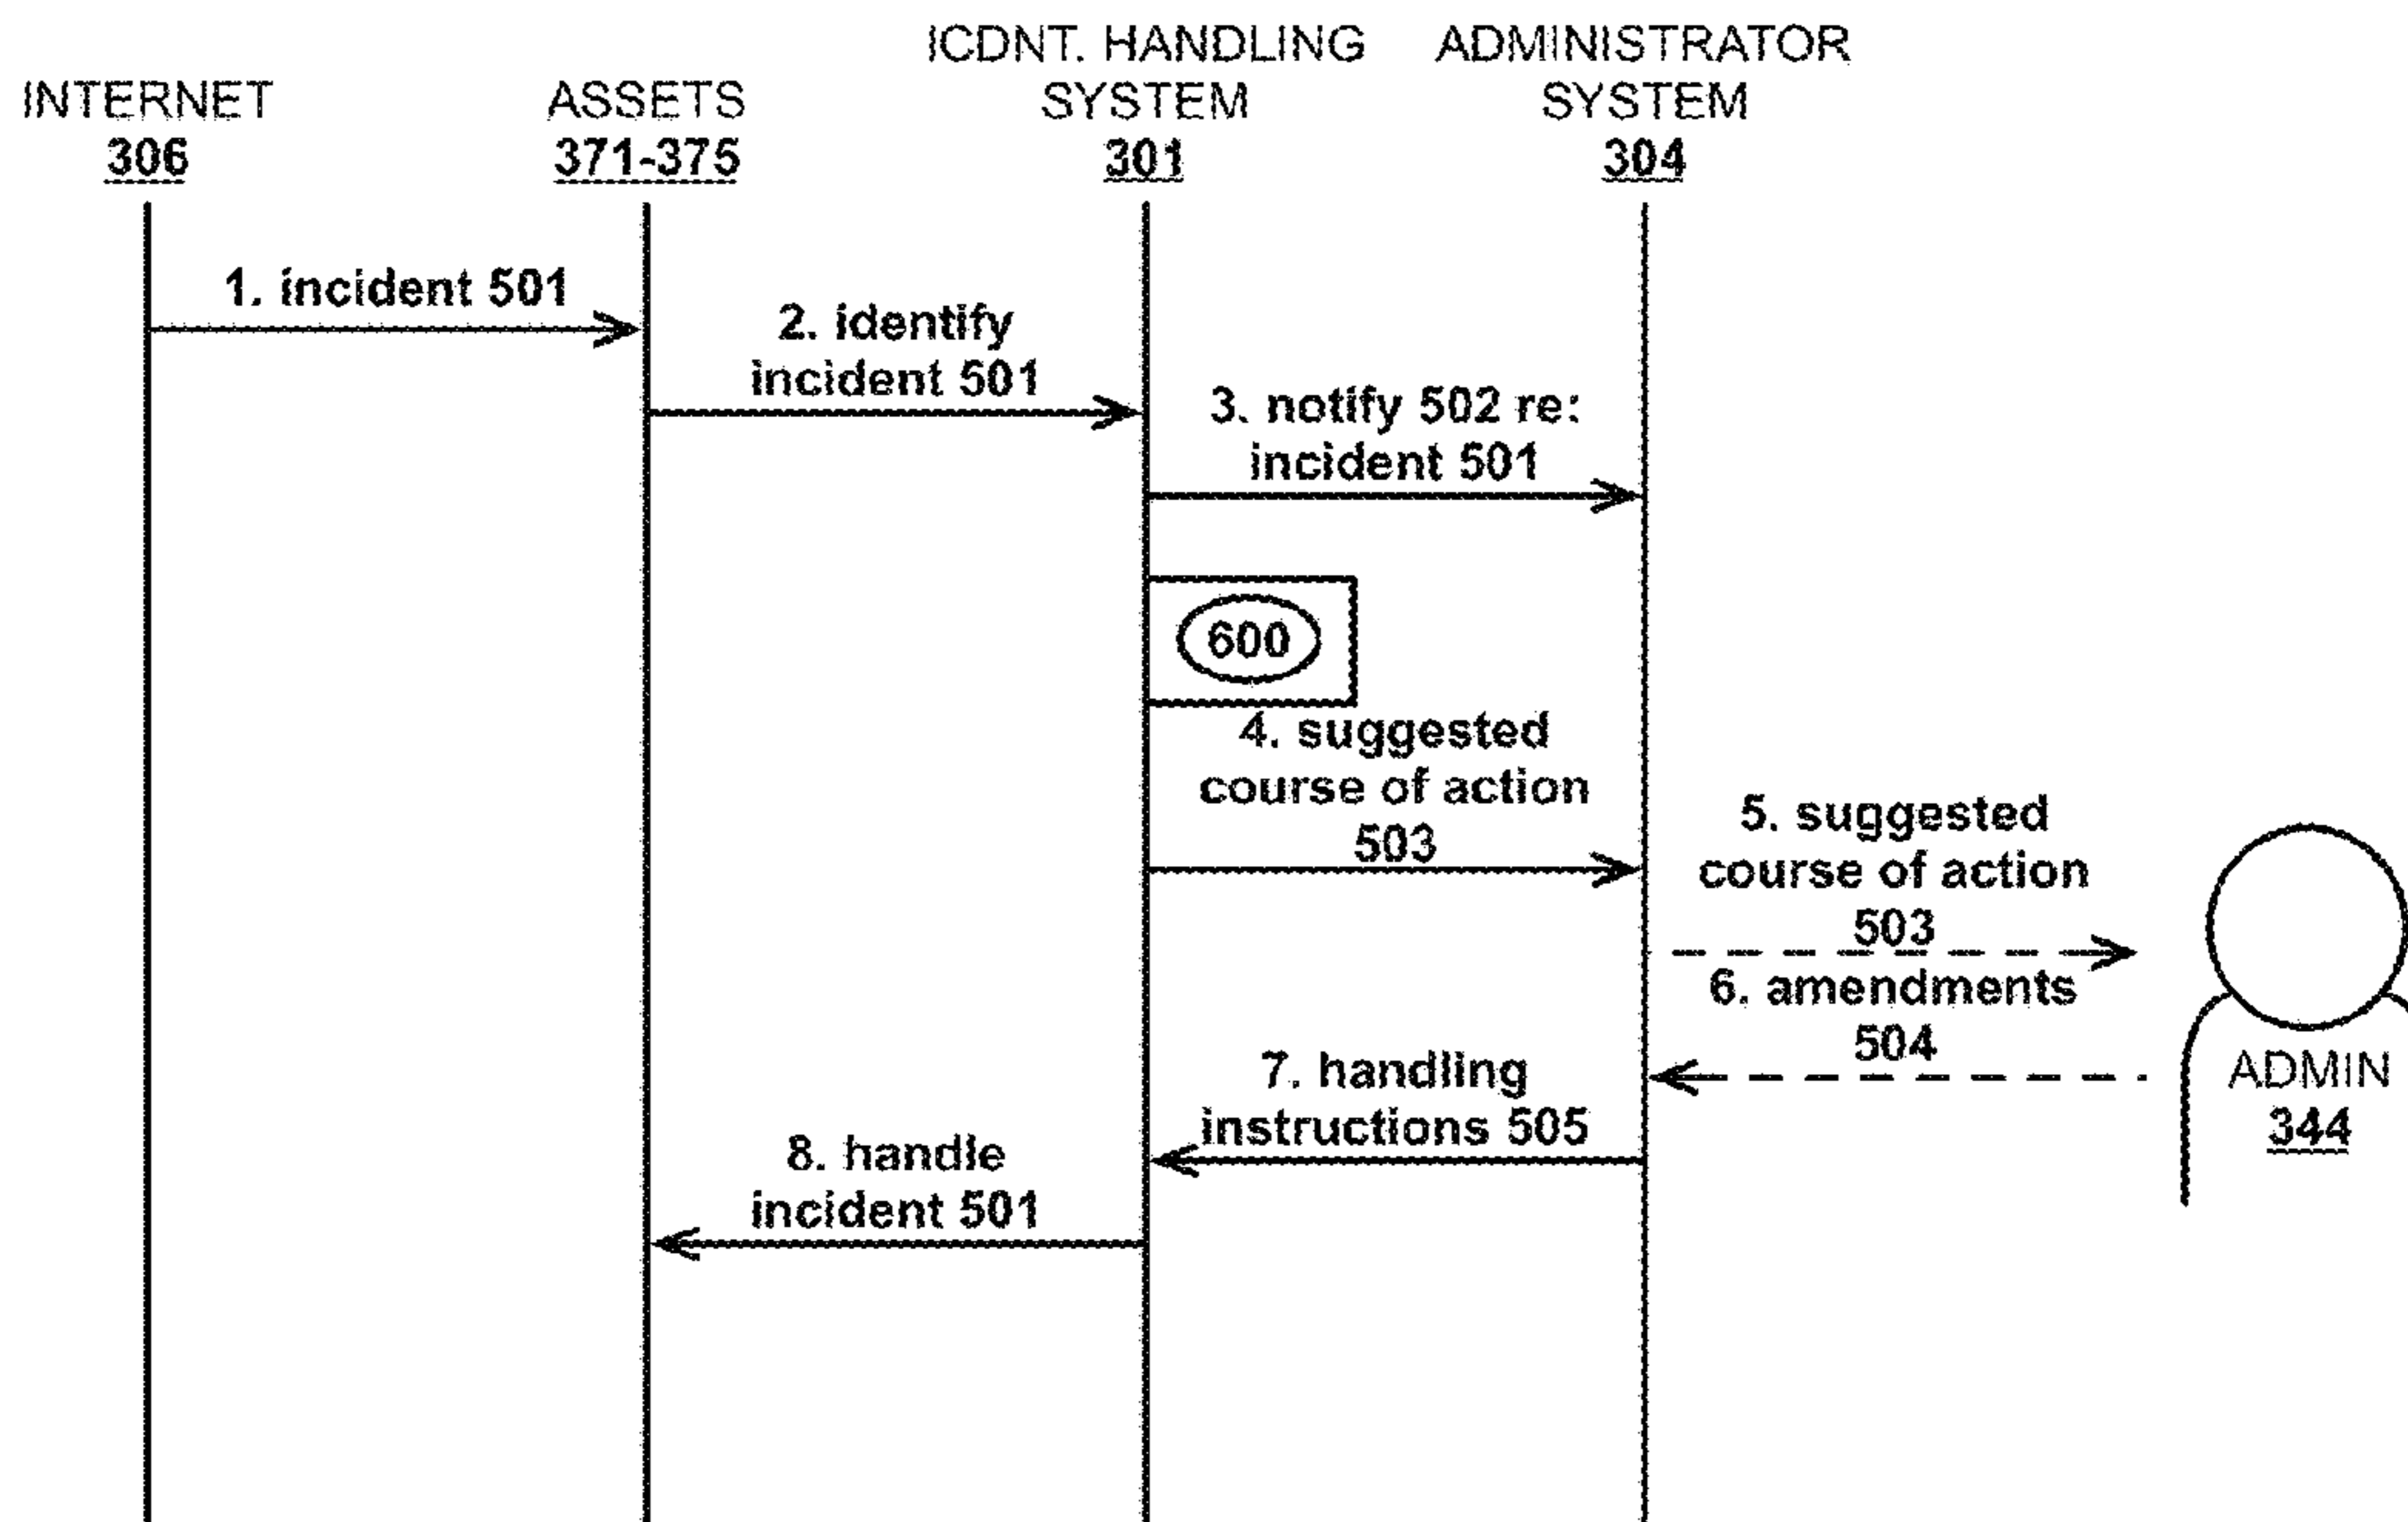 INTERNET
306
ASSETS
371-375
ICDNT. HANDLING
SYSTEM
301
ADMINISTRATOR
SYSTEM
304
1. incident 501
2. identify
incident 501
3. notify 502 re:
incident 501
600
4. suggested
course of action
503
5. suggested
course of action
503
6. amendments
504
ADMIN
344
7. handling
instructions 505
8. handle
incident 501